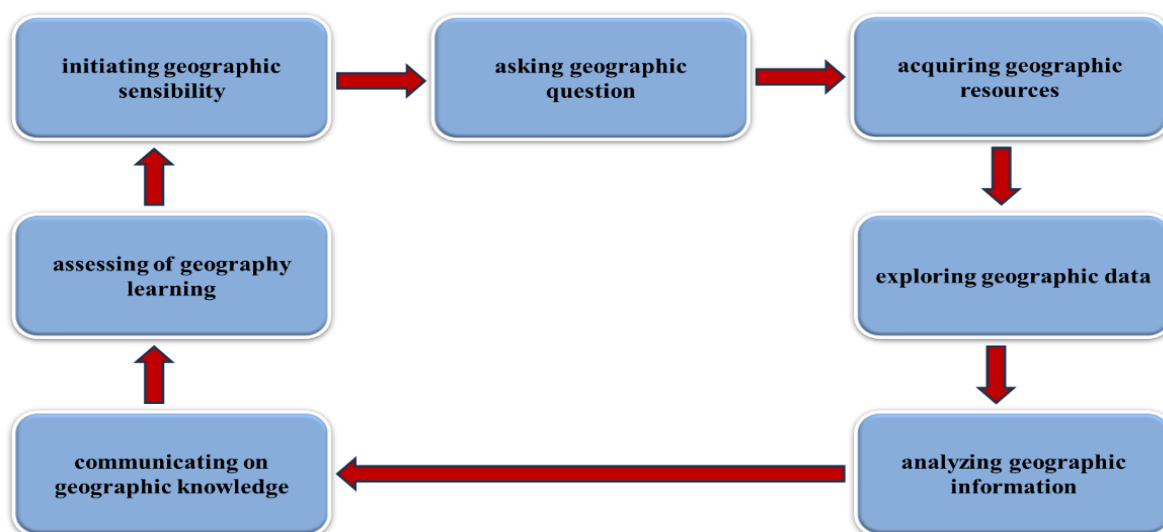 initiating geographic
sensibility
asking geographic
question
acquiring geographic
resources
exploring geographic data
analyzing geographic
information
communicating on
geographic knowledge
assessing of geography
learning